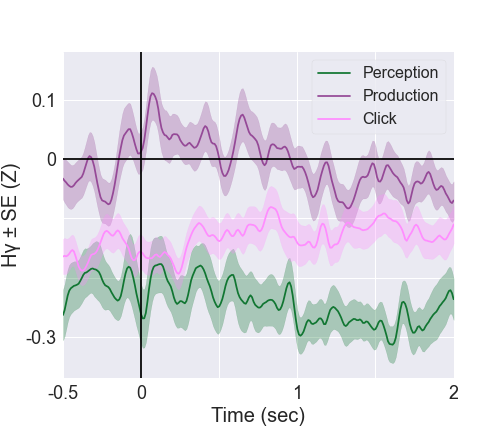 Perception
Production
Click
0.1
0
-0.3
Hγ ± SE (Z)
-0.5
0
1
2
Time (sec)